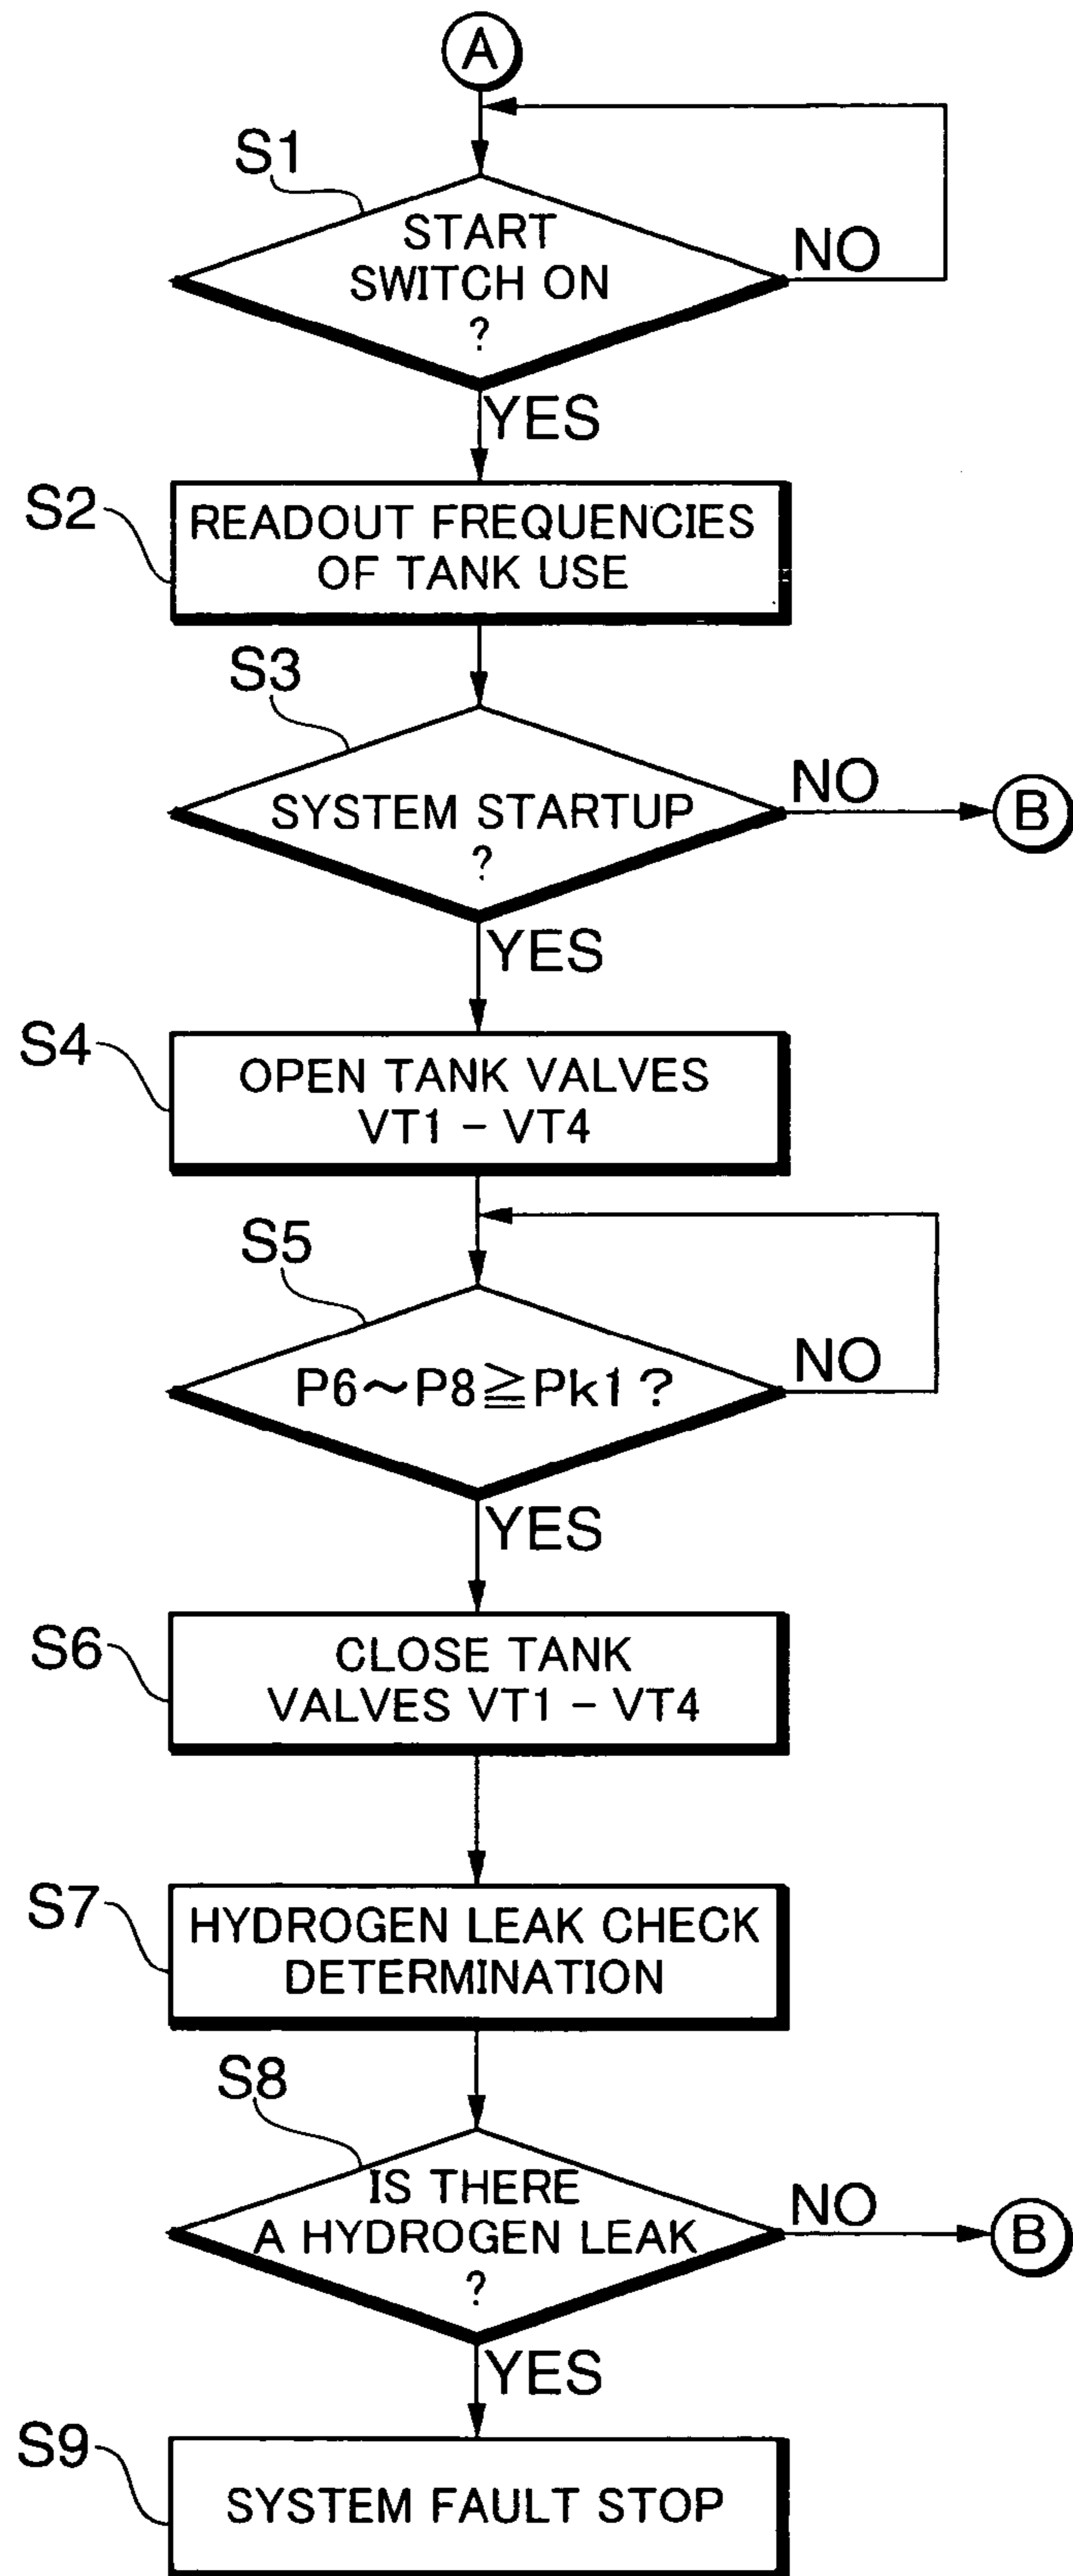 A
S1
START
SWITCH ON
?
NO
YES
S2
READOUT FREQUENCIES
OF TANK USE
S3
SYSTEM STARTUP
?
NO
B
YES
S4
OPEN TANK VALVES
VT1 – VT4
S5
P6～P8≧Pk1？
NO
YES
S6
CLOSE TANK
VALVES VT1 – VT4
S7
HYDROGEN LEAK CHECK
DETERMINATION
S8
IS THERE
A HYDROGEN LEAK
?
NO
B
YES
S9
SYSTEM FAULT STOP